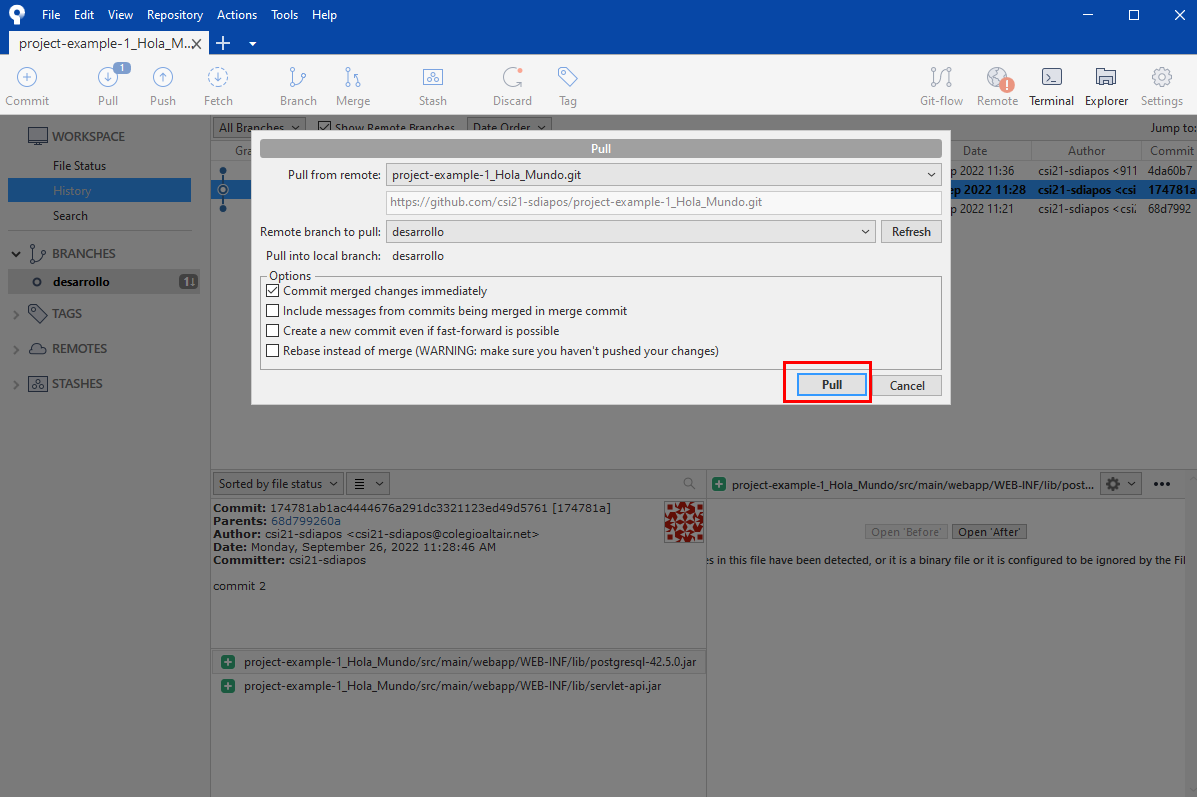 File Edit View Repository Actions Tools Help
project-example-1_Hola_M...
1
Commit Pull Push Fetch Branch Merge Stash Discard Tag Git-flow Remote Terminal Explorer Settings
WORKSPACE
File Status
History
Search
BRANCHES
desarrollo 1
TAGS
REMOTES
STASHES
All Branches Show Remote Branches Date Order Jump to:
Gra Date Author Commit
ep 2022 11:36 csi21-sdiapos <911 4da60b7
ep 2022 11:28 csi21-sdiapos <csi 174781a
p 2022 11:21 csi21-sdiapos <csi2 68d7992
Pull
Pull from remote: project-example-1_Hola_Mundo.git
https://github.com/csi21-sdiapos/project-example-1_Hola_Mundo.git
Remote branch to pull: desarrollo Refresh
Pull into local branch: desarrollo
Options
Commit merged changes immediately
Include messages from commits being merged in merge commit
Create a new commit even if fast-forward is possible
Rebase instead of merge (WARNING: make sure you haven't pushed your changes)
Pull Cancel
Sorted by file status
Commit: 174781ab1ac4444676a291dc3321123ed49d5761 [174781a]
Parents: 68d799260a
Author: csi21-sdiapos <csi21-sdiapos@colegioaltair.net>
Date: Monday, September 26, 2022 11:28:46 AM
Committer: csi21-sdiapos
commit 2
project-example-1_Hola_Mundo/src/main/webapp/WEB-INF/lib/postgresql-42.5.0.jar
project-example-1_Hola_Mundo/src/main/webapp/WEB-INF/lib/servlet-api.jar
project-example-1_Hola_Mundo/src/main/webapp/WEB-INF/lib/post...
Open 'Before' Open 'After'
es in this file have been detected, or it is a binary file or it is configured to be ignored by the Fil